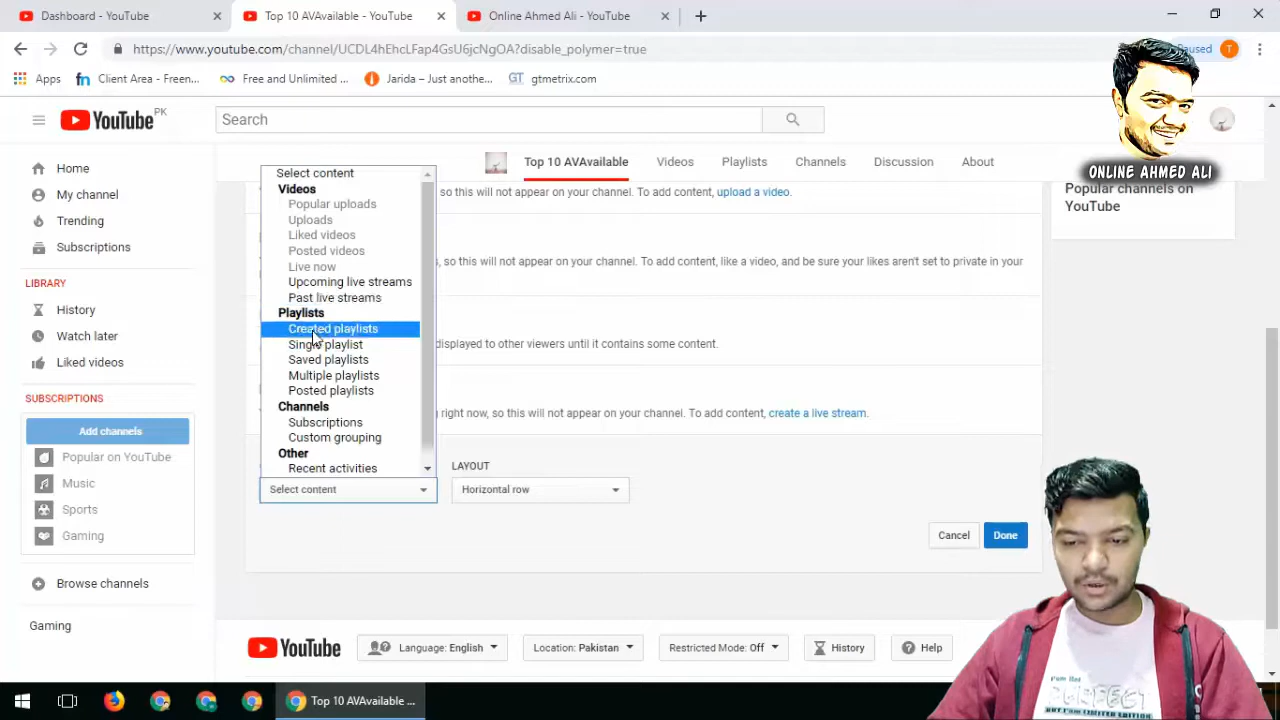 Dashboard - YouTube
Top 10 AVAvailable - YouTube
Online Ahmed Ali - YouTube
https://www.youtube.com/channel/UCDL4hEhcLFap4GsU6jcNgOA?disable_polymer=true
Paused
T
Apps
fn Client Area - Freen...
Free and Unlimited ...
Jarida – Just anothe...
GT gtmetrix.com
YouTube PK
Search
ONLINE AHMED ALI
Top 10 AVAvailable
Videos
Playlists
Channels
Discussion
About
Home
My channel
Trending
Subscriptions
LIBRARY
History
Watch later
Liked videos
SUBSCRIPTIONS
Add channels
Popular on YouTube
Music
Sports
Gaming
Browse channels
Gaming
Select content
Videos
Popular uploads
Uploads
Liked videos
Posted videos
Live now
Upcoming live streams
Past live streams
Playlists
Created playlists
Single playlist
Saved playlists
Multiple playlists
Posted playlists
Channels
Subscriptions
Custom grouping
Other
Recent activities
Select content
so this will not appear on your channel. To add content, upload a video.
s, so this will not appear on your channel. To add content, like a video, and be sure your likes aren't set to private in your
displayed to other viewers until it contains some content.
right now, so this will not appear on your channel. To add content, create a live stream.
LAYOUT
Horizontal row
Cancel
Done
Popular channels on
YouTube
YouTube
Language: English
Location: Pakistan
Restricted Mode: Off
History
Help
Top 10 AVAvailable ...
PERFECT